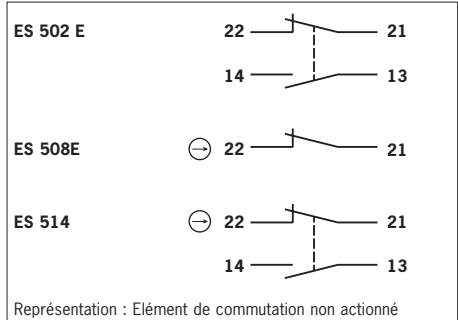 ES 502 E 22 21
14 13
ES 508E 22 21
ES 514 22 21
14 13
Représentation : Elément de commutation non actionné